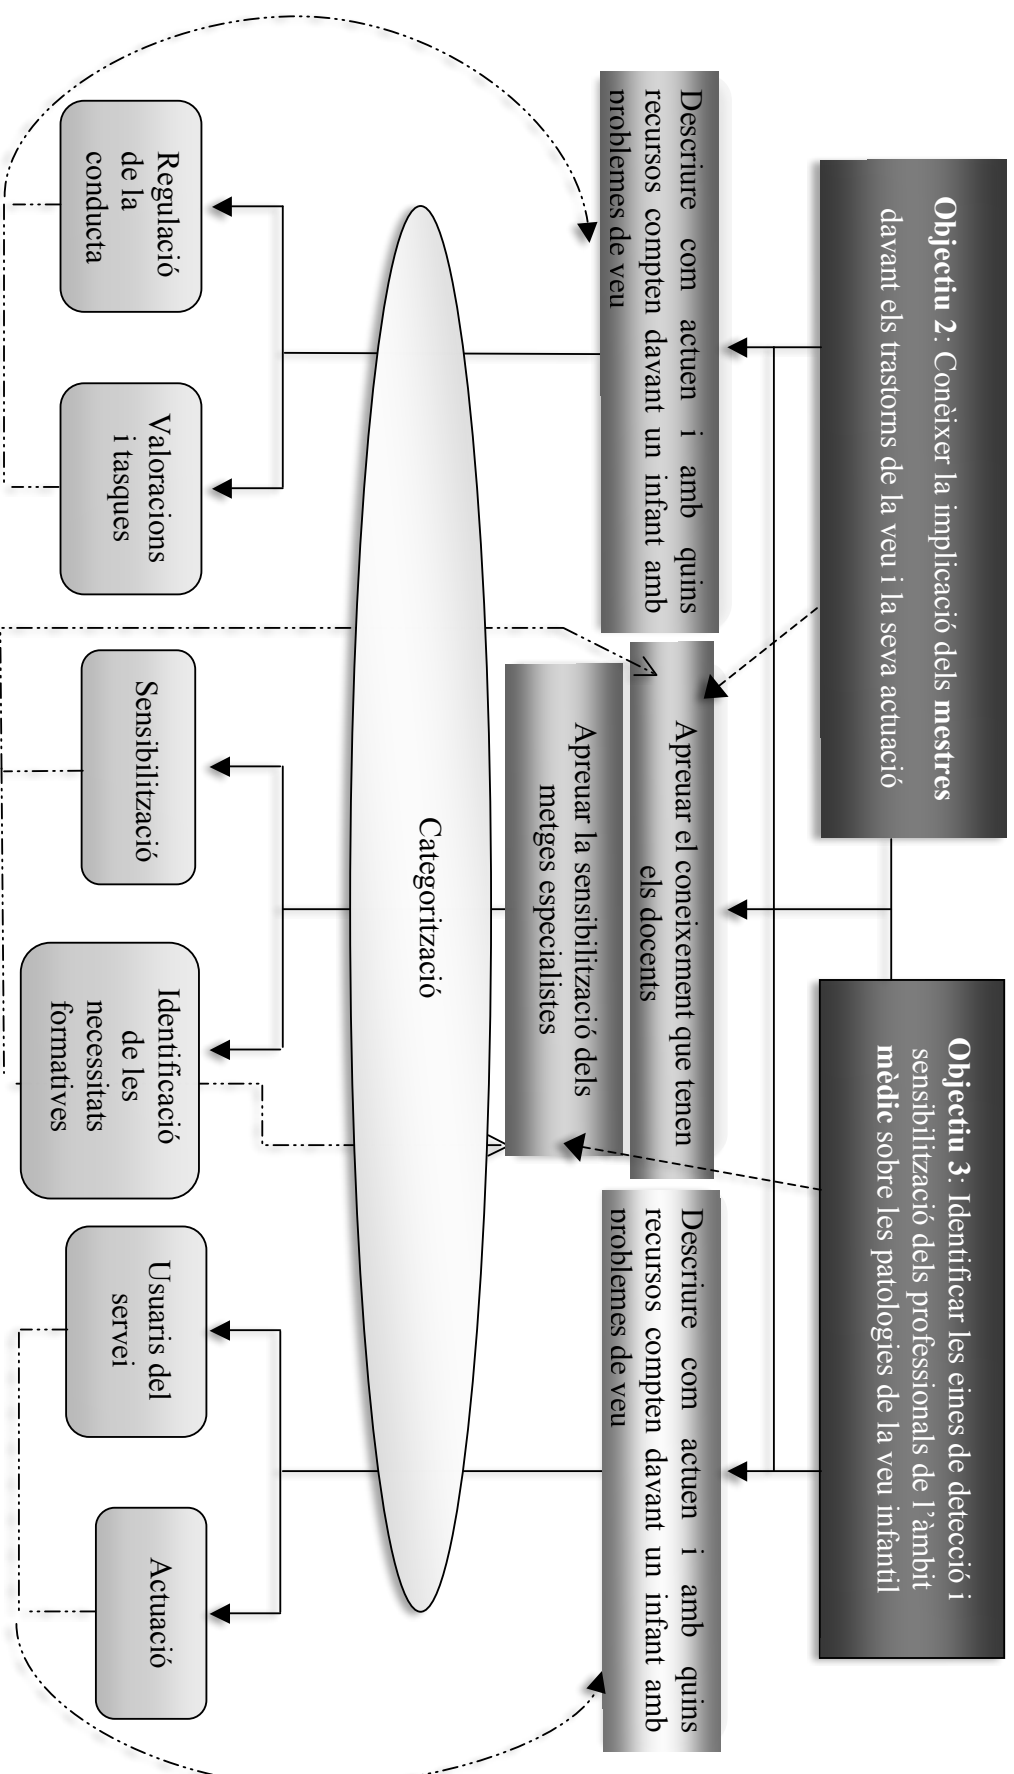 Objectiu 2: Conèixer la implicació dels mestres
davant els trastorns de la veu i la seva actuació
Objectiu 3: Identificar les eines de detecció i
sensibilització dels professionals de l’àmbit
mèdic sobre les patologies de la veu infantil
Descriure com actuen i amb quins
recursos compten davant un infant amb
problemes de veu
Apreuar el coneixement que tenen
els docents
Apreuar la sensibilització dels
metges especialistes
Descriure com actuen i amb quins
recursos compten davant un infant amb
problemes de veu
Categorització
Regulació
de la
conducta
Valoracions
i tasques
Sensibilització
Identificació
de les
necessitats
formatives
Usuaris del
servei
Actuació